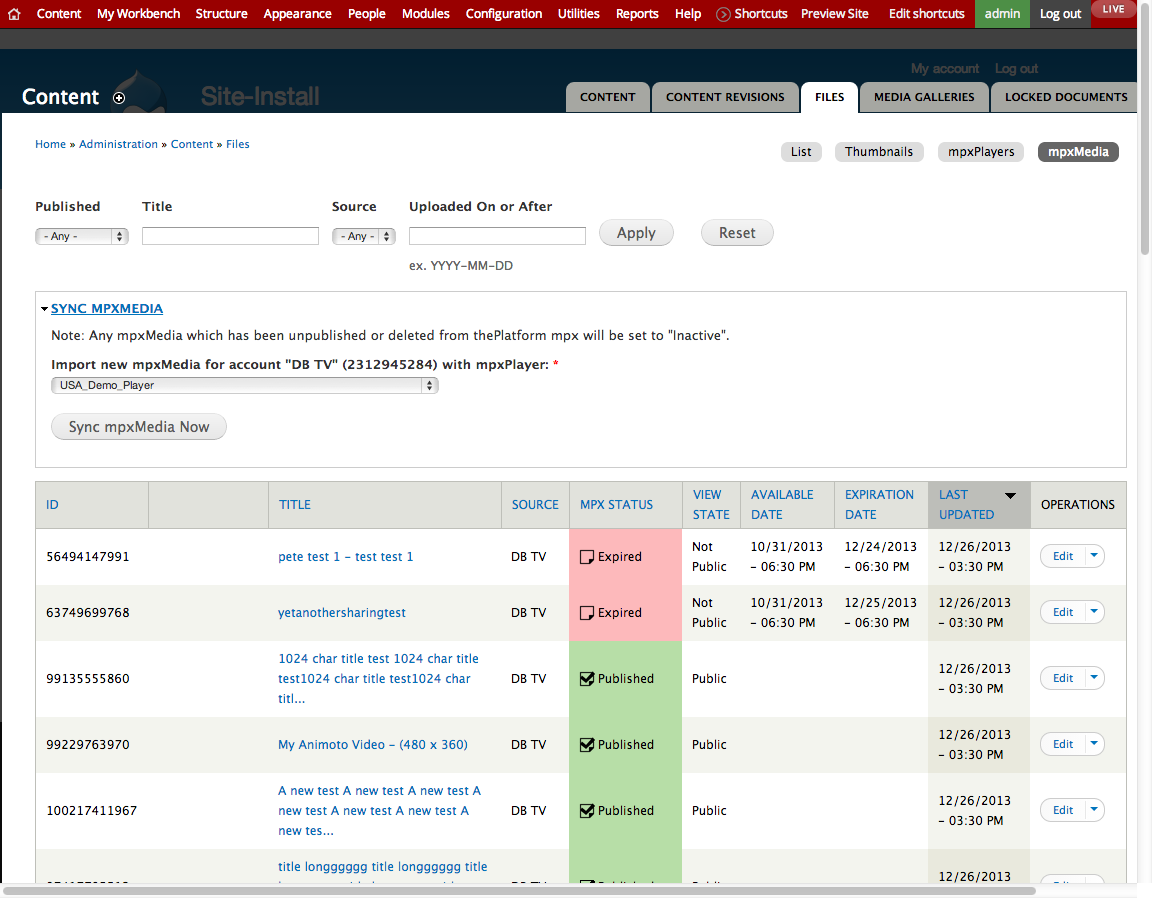 Content My Workbench Structure Appearance People Modules Configuration Utilities Reports Help Shortcuts Preview Site Edit shortcuts admin Log out LIVE
My account Log out
Content Site-Install
CONTENT CONTENT REVISIONS FILES MEDIA GALLERIES LOCKED DOCUMENTS
Home » Administration » Content » Files
List Thumbnails mpxPlayers mpxMedia
Published Title Source Uploaded On or After
- Any - - Any - Apply Reset
ex. YYYY-MM-DD
SYNC MPXMEDIA
Note: Any mpxMedia which has been unpublished or deleted from thePlatform mpx will be set to "Inactive".
Import new mpxMedia for account "DB TV" (2312945284) with mpxPlayer: *
USA_Demo_Player
Sync mpxMedia Now
ID TITLE SOURCE MPX STATUS VIEW STATE AVAILABLE DATE EXPIRATION DATE LAST UPDATED OPERATIONS
56494147991 pete test 1 - test test 1 DB TV Expired Not Public 10/31/2013 - 06:30 PM 12/24/2013 - 06:30 PM 12/26/2013 - 03:30 PM Edit
63749699768 yetanothersharingtest DB TV Expired Not Public 10/31/2013 - 06:30 PM 12/25/2013 - 06:30 PM 12/26/2013 - 03:30 PM Edit
99135555860 1024 char title test 1024 char title test1024 char title test1024 char titl... DB TV Published Public 12/26/2013 - 03:30 PM Edit
99229763970 My Animoto Video - (480 x 360) DB TV Published Public 12/26/2013 - 03:30 PM Edit
100217411967 A new test A new test A new test A new test A new test A new test A new tes... DB TV Published Public 12/26/2013 - 03:30 PM Edit
title longggggg title longggggg title 12/26/2013